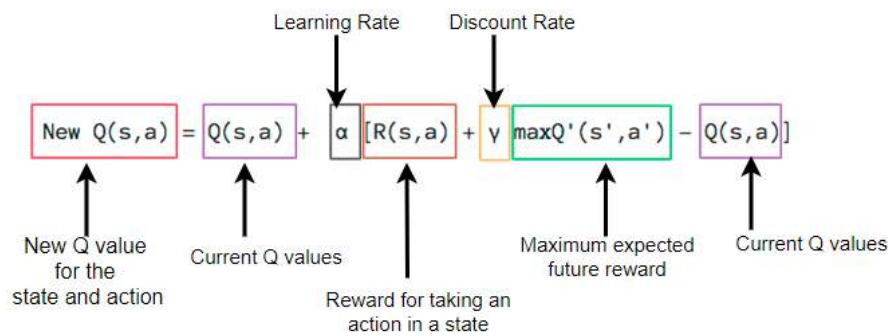 Learning Rate
Discount Rate
New Q(s,a) = Q(s,a) + α [R(s,a) + γ maxQ'(s',a') − Q(s,a)]
New Q value
for the
state and action
Current Q values
Reward for taking an
action in a state
Maximum expected
future reward
Current Q values